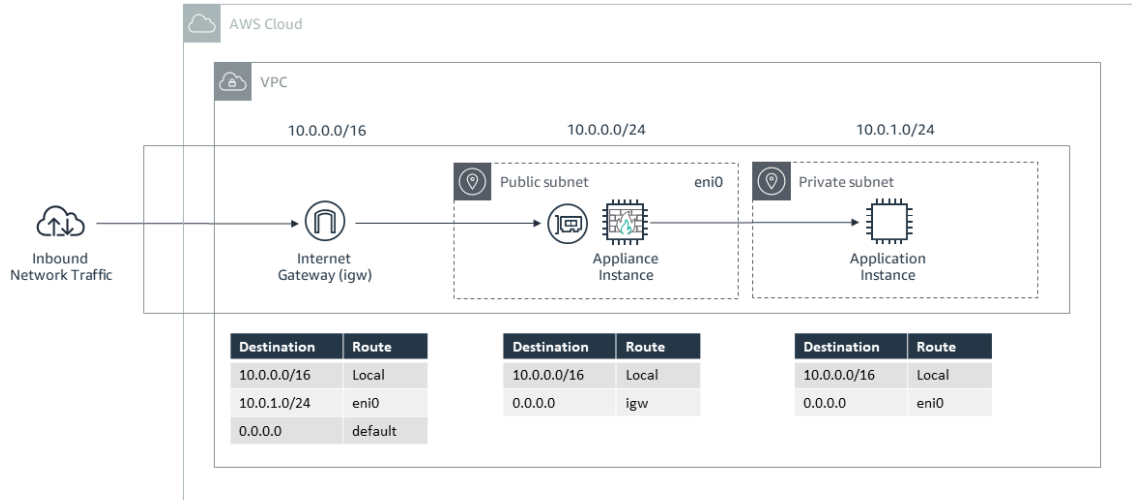 AWS Cloud
VPC
10.0.0.0/16
10.0.0.0/24
10.0.1.0/24
Public subnet
eni0
Private subnet
Inbound
Network Traffic
Internet
Gateway (igw)
Appliance
Instance
Application
Instance
Destination Route
10.0.0.0/16 Local
10.0.1.0/24 eni0
0.0.0.0 default
Destination Route
10.0.0.0/16 Local
0.0.0.0 igw
Destination Route
10.0.0.0/16 Local
0.0.0.0 eni0